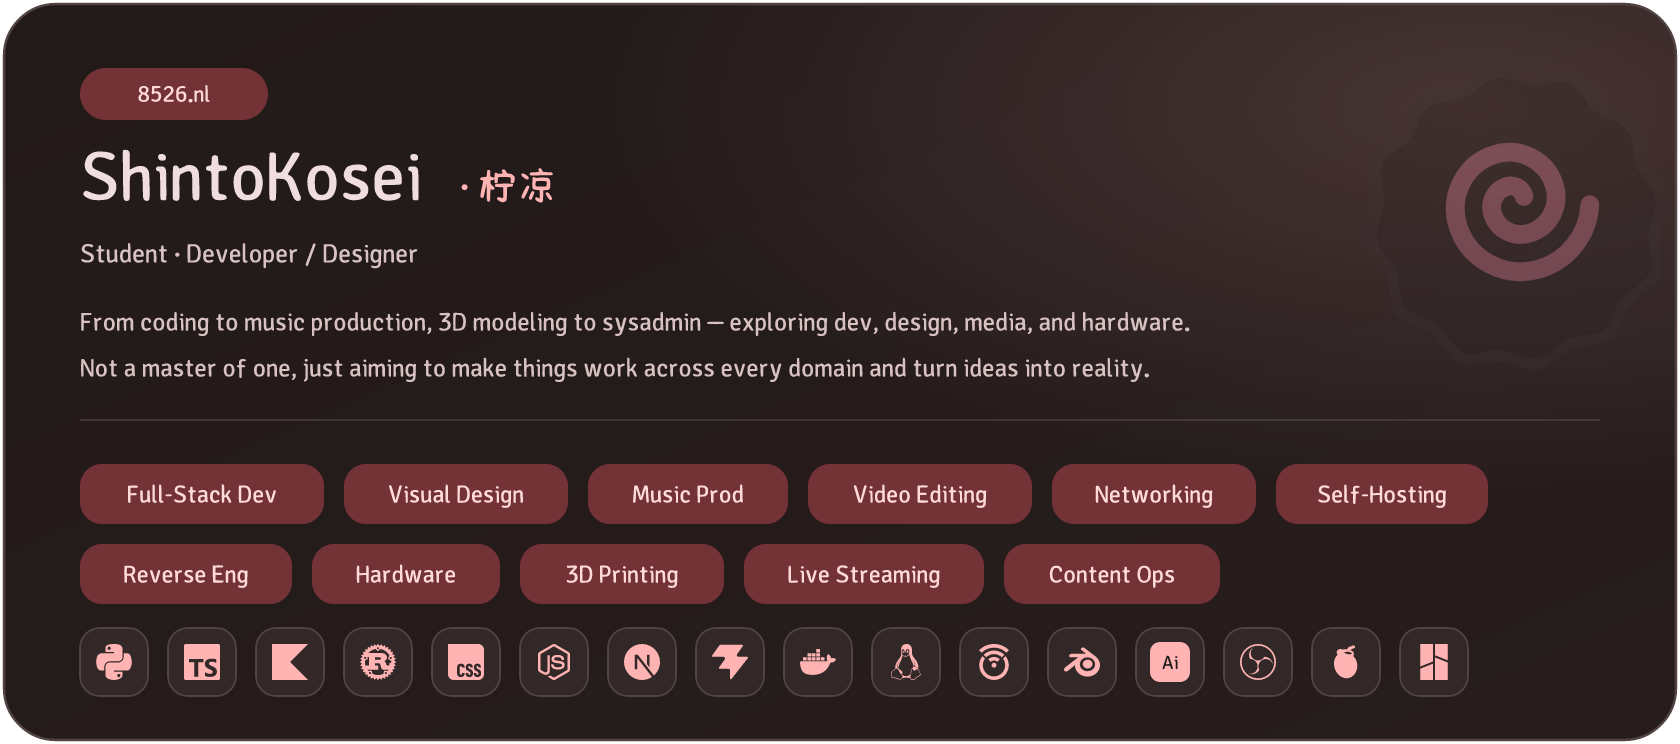 8526.nl
ShintoKosei · 柠凉
Student · Developer / Designer
From coding to music production, 3D modeling to sysadmin — exploring dev, design, media, and hardware.
Not a master of one, just aiming to make things work across every domain and turn ideas into reality.
Full-Stack Dev Visual Design Music Prod Video Editing Networking Self-Hosting
Reverse Eng Hardware 3D Printing Live Streaming Content Ops
TS R CSS JS N Ai